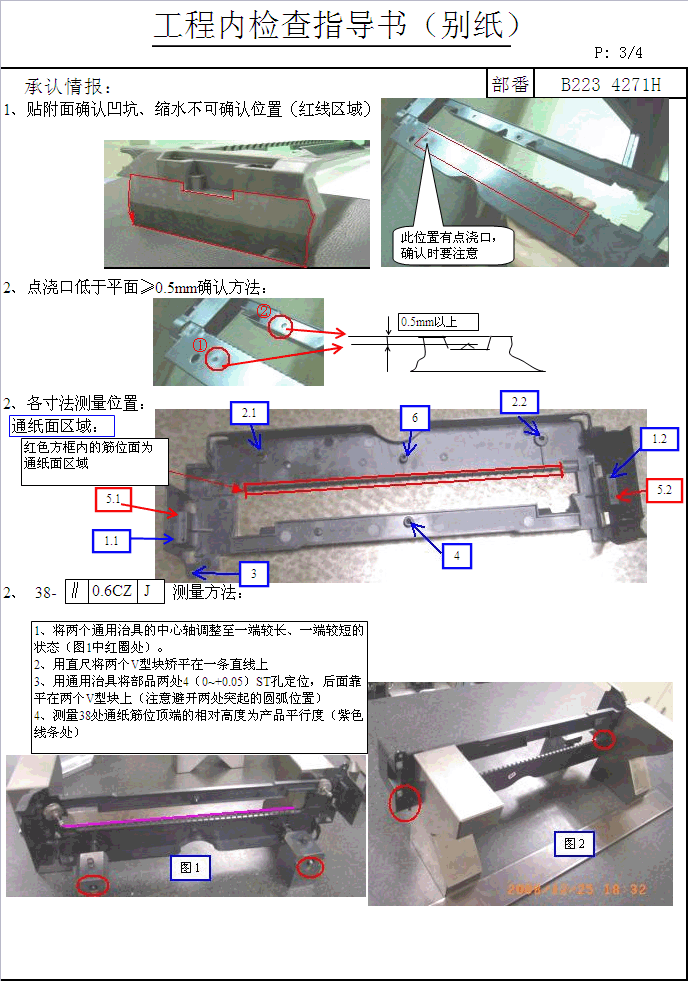 工程内检查指导书（别纸）
P: 3/4
承认情报：
部番
B223 4271H
1、贴附面确认凹坑、缩水不可确认位置（红线区域）
此位置有点浇口，
确认时要注意
2、点浇口低于平面≥0.5mm确认方法：
②
①
0.5mm以上
2、各寸法测量位置：
通纸面区域：
红色方框内的筋位面为
通纸面区域
2.1
6
2.2
1.2
5.1
5.2
1.1
3
4
2、 38- ∥ 0.6CZ J 测量方法：
1、将两个通用治具的中心轴调整至一端较长、一端较短的
状态（图1中红圈处）。
2、用直尺将两个V型块矫平在一条直线上
3、用通用治具将部品两处4（0~+0.05）ST孔定位，后面靠
平在两个V型块上（注意避开两处突起的圆弧位置）
4、测量38处通纸筋位顶端的相对高度为产品平行度（紫色
线条处）
图1
图2